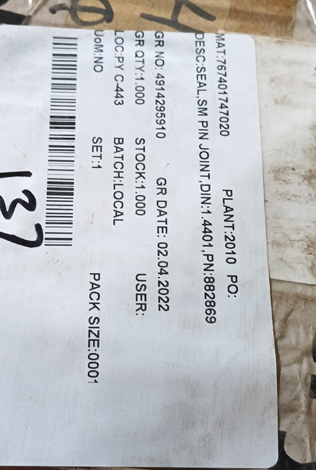 MAT:767401747020 PLANT:2010 PO:
DESC:SEAL,SM PIN JOINT,DIN:1.4401,PN:882869
GR NO: 4914295910 GR DATE: 02.04.2022
GR QTY:1.000 STOCK:1.000 USER:
LOC:PY C-443 BATCH:LOCAL
UoM:NO SET:1 PACK SIZE:0001
137